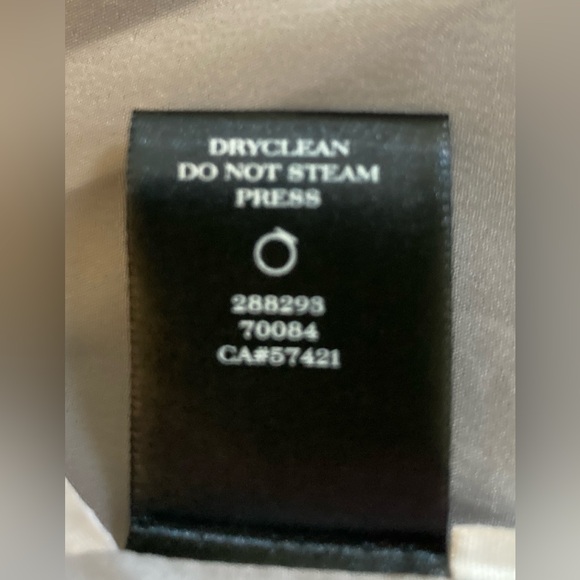 DRYCLEAN
DO NOT STEAM
PRESS
288293
70084
CA#57421